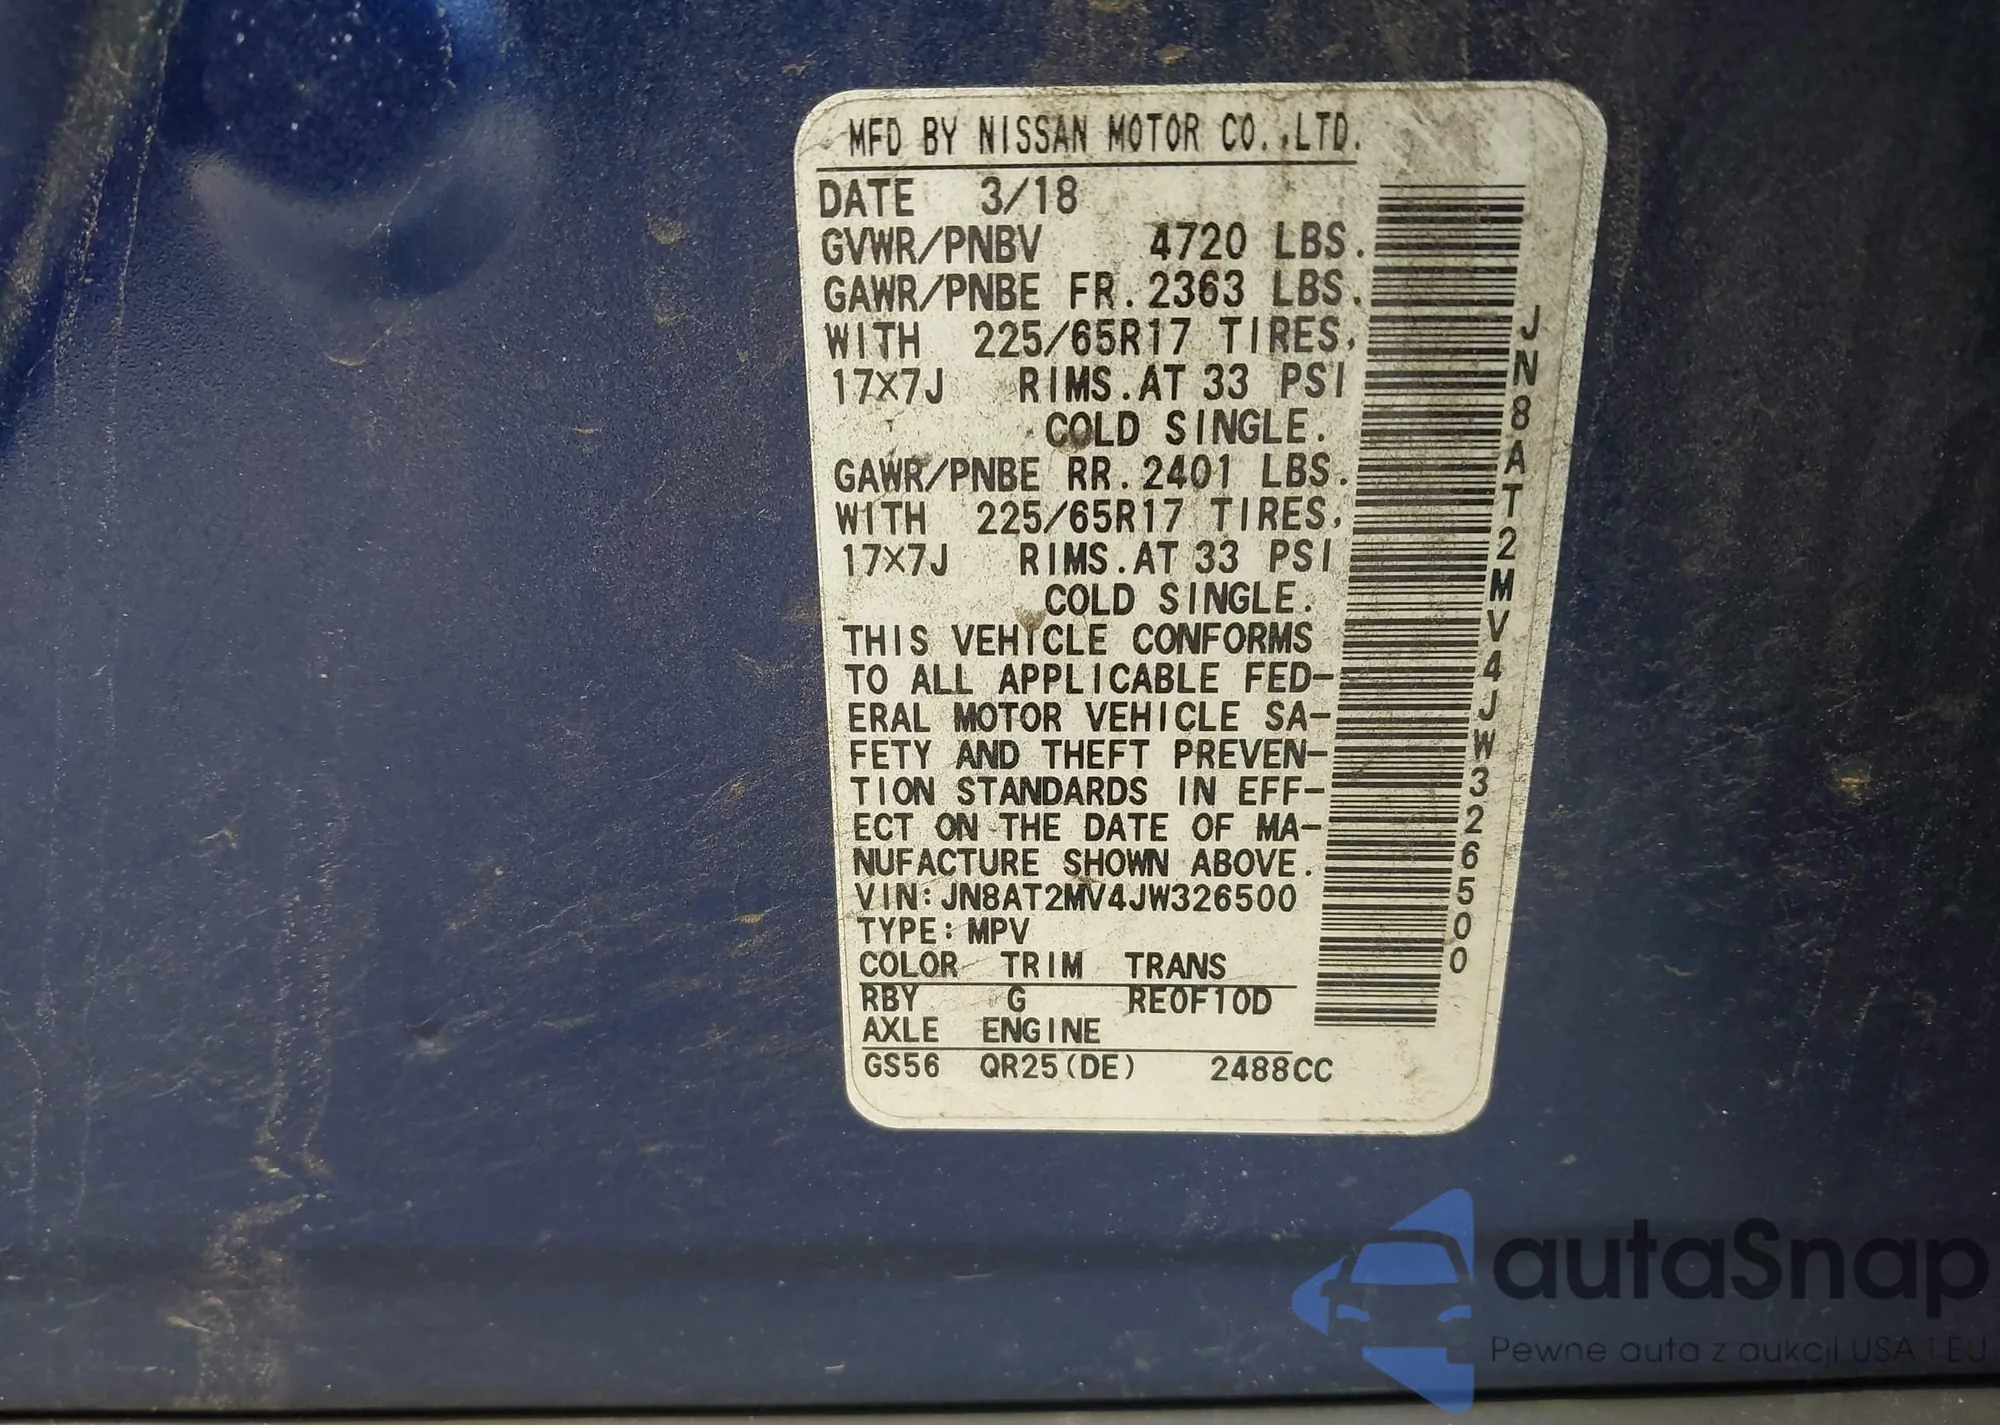 MFD BY NISSAN MOTOR CO.,LTD.
DATE 3/18
GVWR/PNBV 4720 LBS.
GAWR/PNBE FR.2363 LBS.
WITH 225/65R17 TIRES,
17X7J RIMS.AT 33 PSI
COLD SINGLE.
GAWR/PNBE RR.2401 LBS.
WITH 225/65R17 TIRES,
17X7J RIMS.AT 33 PSI
COLD SINGLE.
THIS VEHICLE CONFORMS
TO ALL APPLICABLE FED-
ERAL MOTOR VEHICLE SA-
FETY AND THEFT PREVEN-
TION STANDARDS IN EFF-
ECT ON THE DATE OF MA-
NUFACTURE SHOWN ABOVE.
VIN:JN8AT2MV4JW326500
TYPE:MPV
COLOR TRIM TRANS
RBY G RE0F10D
AXLE ENGINE
GS56 QR25(DE) 2488CC
JN8AT2MV4JW326500
autaSnap
Pewne auta z aukcji USA i EU